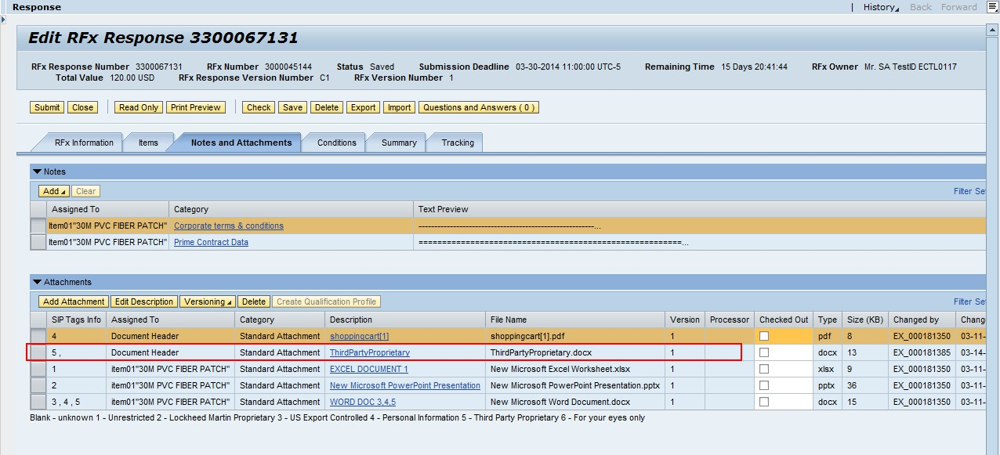 Response | History Back Forward
Edit RFx Response 3300067131
RFx Response Number 3300067131 RFx Number 3000045144 Status Saved Submission Deadline 03-30-2014 11:00:00 UTC-5 Remaining Time 15 Days 20:41:44 RFx Owner Mr. SA TestID ECTL0117
Total Value 120.00 USD RFx Response Version Number C1 RFx Version Number 1
Submit Close Read Only Print Preview Check Save Delete Export Import Questions and Answers ( 0 )
RFx Information Items Notes and Attachments Conditions Summary Tracking
Notes
Add Clear Filter Set
Assigned To Category Text Preview
Item01"30M PVC FIBER PATCH" Corporate terms & conditions --------------------------------------------------------...
Item01"30M PVC FIBER PATCH" Prime Contract Data ========================================================...
Attachments
Add Attachment Edit Description Versioning Delete Create Qualification Profile Filter Set
SIP Tags Info Assigned To Category Description File Name Version Processor Checked Out Type Size (KB) Changed by Chang
4 Document Header Standard Attachment shoppingcart[1] shoppingcart[1].pdf 1 pdf 8 EX_000181350 03-11-
5 , Document Header Standard Attachment ThirdPartyProprietary ThirdPartyProprietary.docx 1 docx 13 EX_000181385 03-14-
1 item01"30M PVC FIBER PATCH" Standard Attachment EXCEL DOCUMENT 1 New Microsoft Excel Worksheet.xlsx 1 xlsx 9 EX_000181350 03-11-
2 item01"30M PVC FIBER PATCH" Standard Attachment New Microsoft PowerPoint Presentation New Microsoft PowerPoint Presentation.pptx 1 pptx 36 EX_000181350 03-11-
3 , 4 , 5 item01"30M PVC FIBER PATCH" Standard Attachment WORD DOC 3,4,5 New Microsoft Word Document.docx 1 docx 15 EX_000181350 03-11-
Blank - unknown 1 - Unrestricted 2 - Lockheed Martin Proprietary 3 - US Export Controlled 4 - Personal Information 5 - Third Party Proprietary 6 - For your eyes only